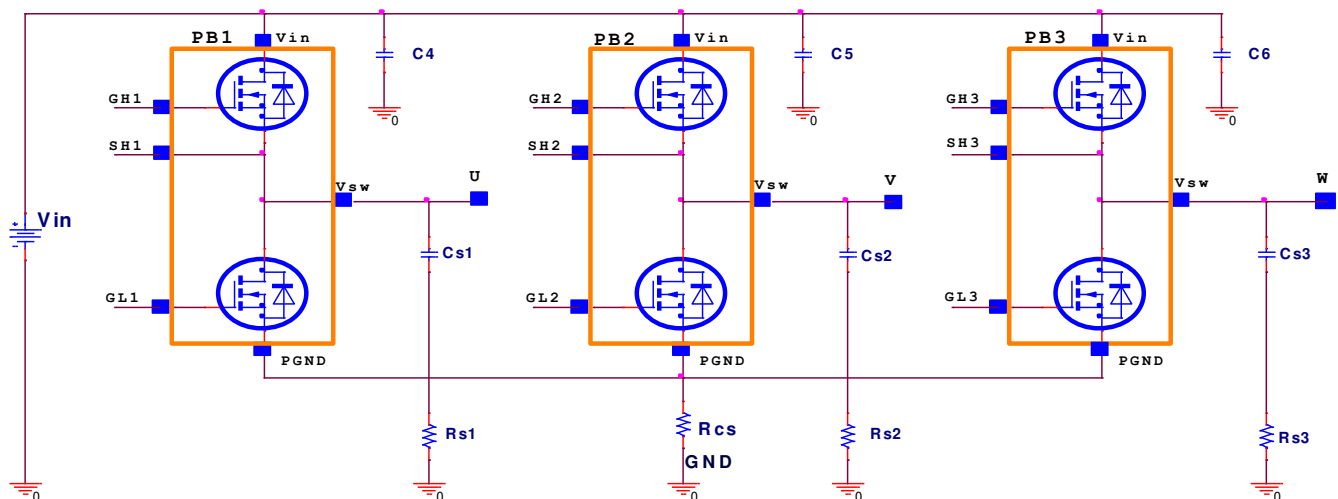 PB1
Vin
C4
PB2
Vin
C5
PB3
Vin
C6
GH1
0
GH2
0
GH3
0
SH1
SH2
SH3
U
V
W
Vsw
Vsw
Vsw
+
Vin
-
Cs1
Cs2
Cs3
GL1
GL2
GL3
PGND
PGND
PGND
Rs1
Rcs
Rs2
Rs3
GND
0
0
0
0
0